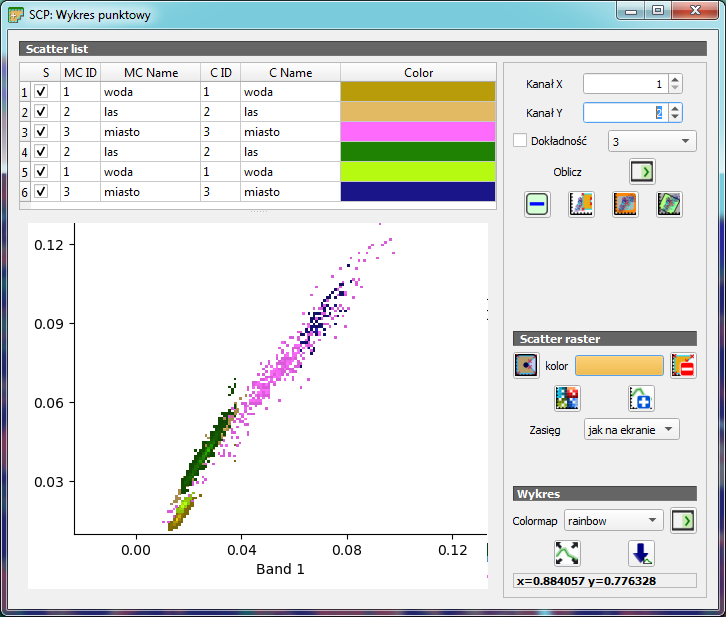 SCP: Wykres punktowy
Scatter list
S MC ID MC Name C ID C Name Color
1 1 woda 1 woda
2 2 las 2 las
3 3 miasto 3 miasto
4 2 las 2 las
5 1 woda 1 woda
6 3 miasto 3 miasto
Kanał X 1
Kanał Y 2
Dokładność 3
Oblicz
0.12
0.09
0.06
0.03
0.00 0.04 0.08 0.12
Band 1
Scatter raster
kolor
Zasięg jak na ekranie
Wykres
Colormap rainbow
x=0.884057 y=0.776328